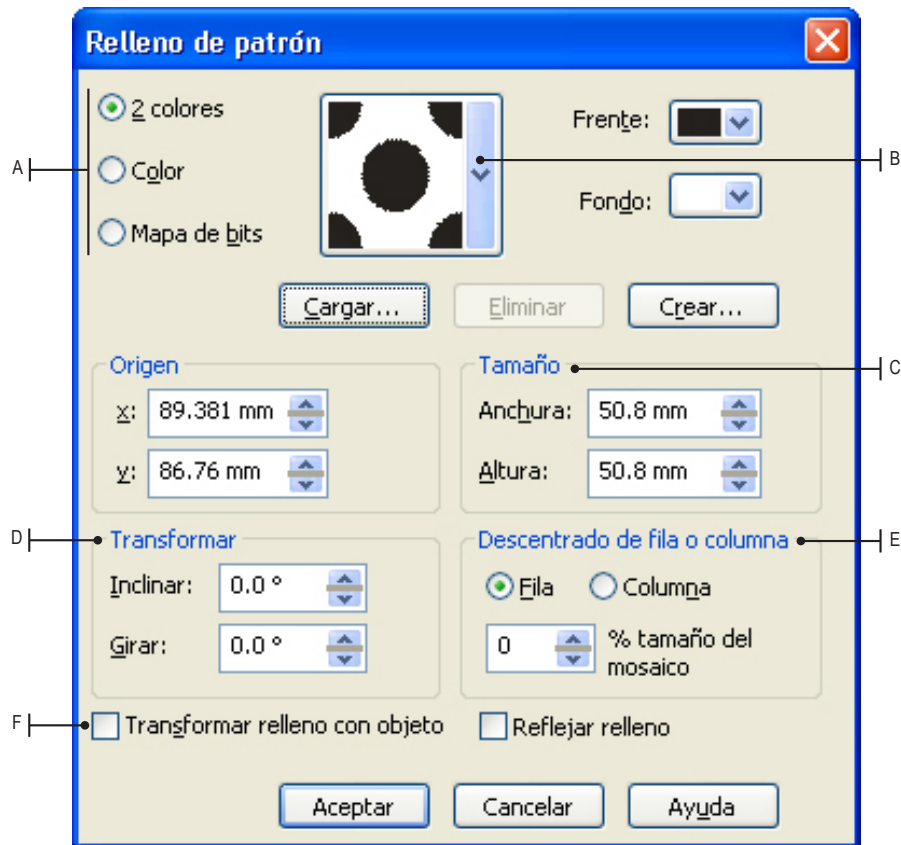 Relleno de patrón
2 colores
Color
Mapa de bits
A
Frente:
Fondo:
B
Cargar...
Eliminar
Crear...
Origen
x: 89.381 mm
y: 86.76 mm
Tamaño
C
Anchura: 50.8 mm
Altura: 50.8 mm
D
Transformar
Inclinar: 0.0 °
Girar: 0.0 °
Descentrado de fila o columna
E
Fila
Columna
0 % tamaño del
mosaico
F
Transformar relleno con objeto
Reflejar relleno
Aceptar
Cancelar
Ayuda